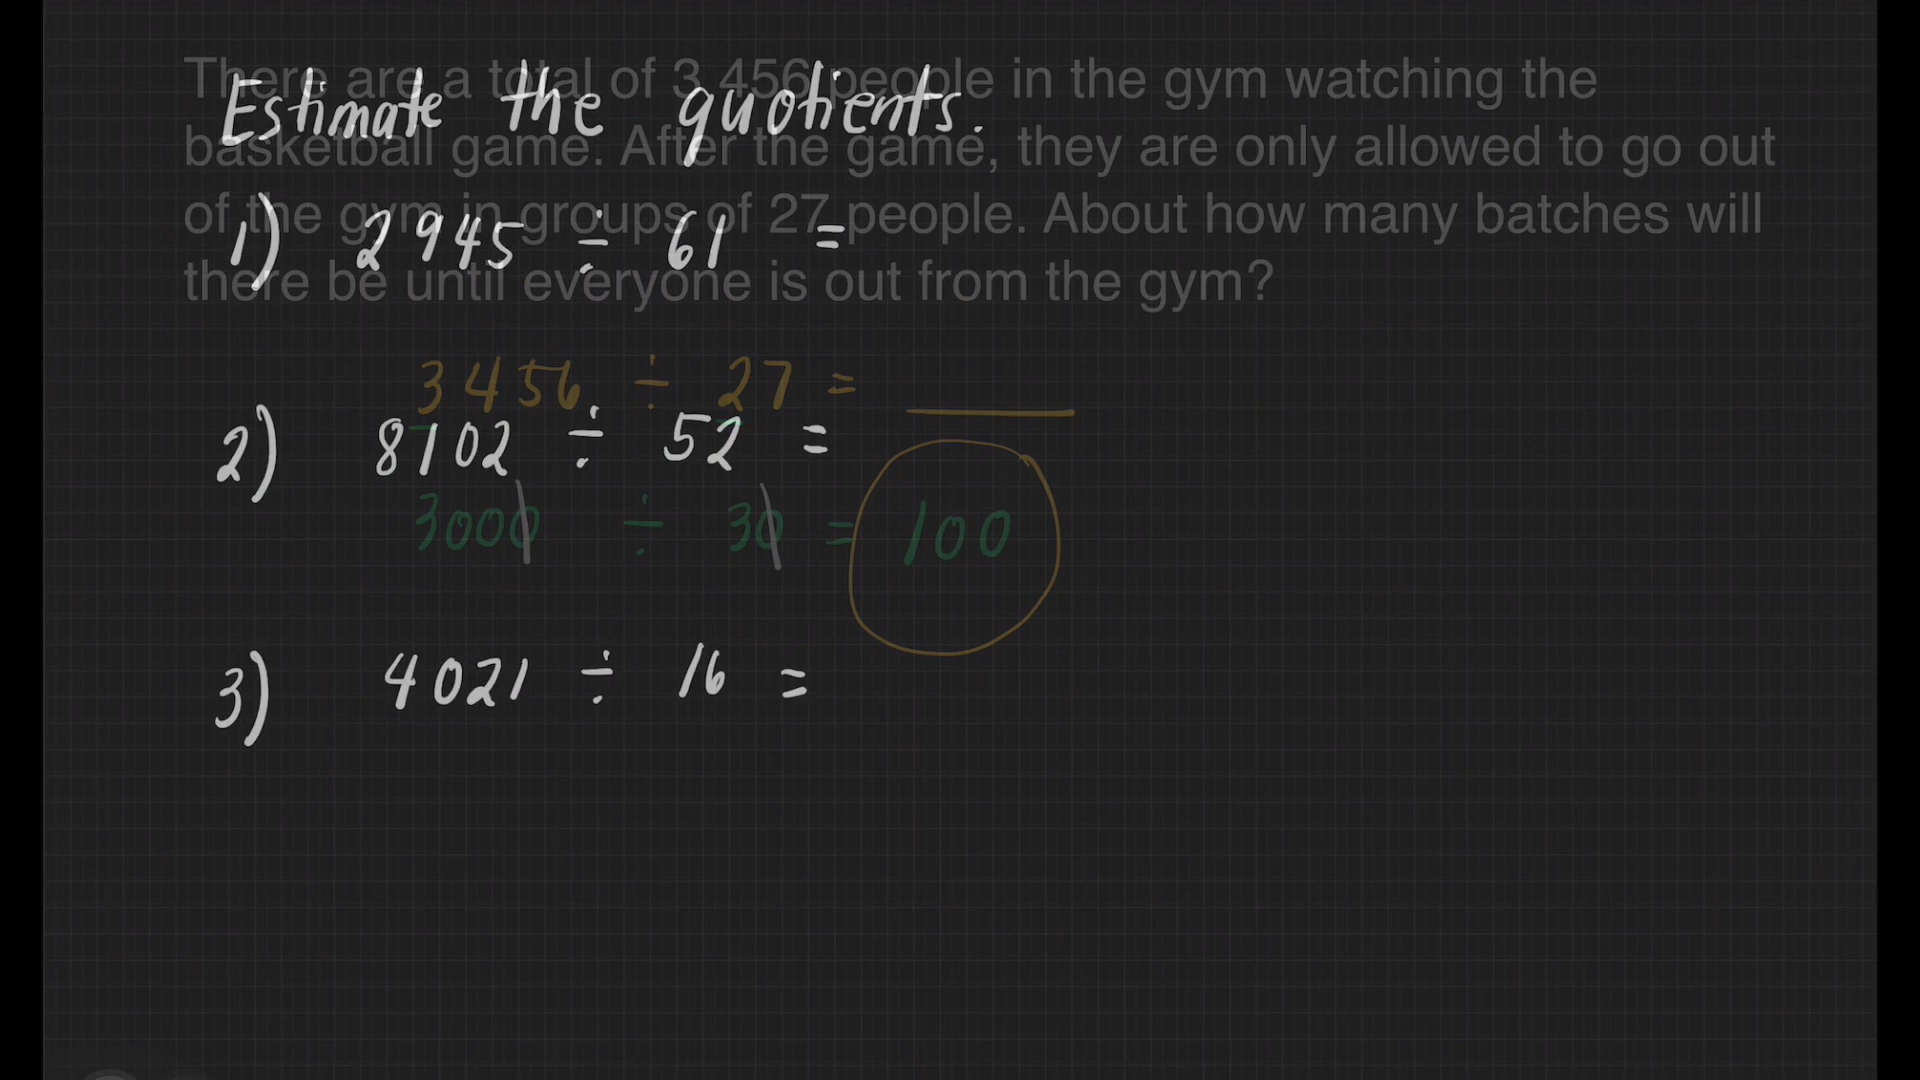 There are a total of 3,456 people in the gym watching the
basketball game. After the game, they are only allowed to go out
of the gym in groups of 27 people. About how many batches will
there be until everyone is out from the gym?
3456 ÷ 27 =
3000 ÷ 30 = 100
Estimate the quotients.
1) 2945 ÷ 61 =
2) 8102 ÷ 52 =
3) 4021 ÷ 16 =